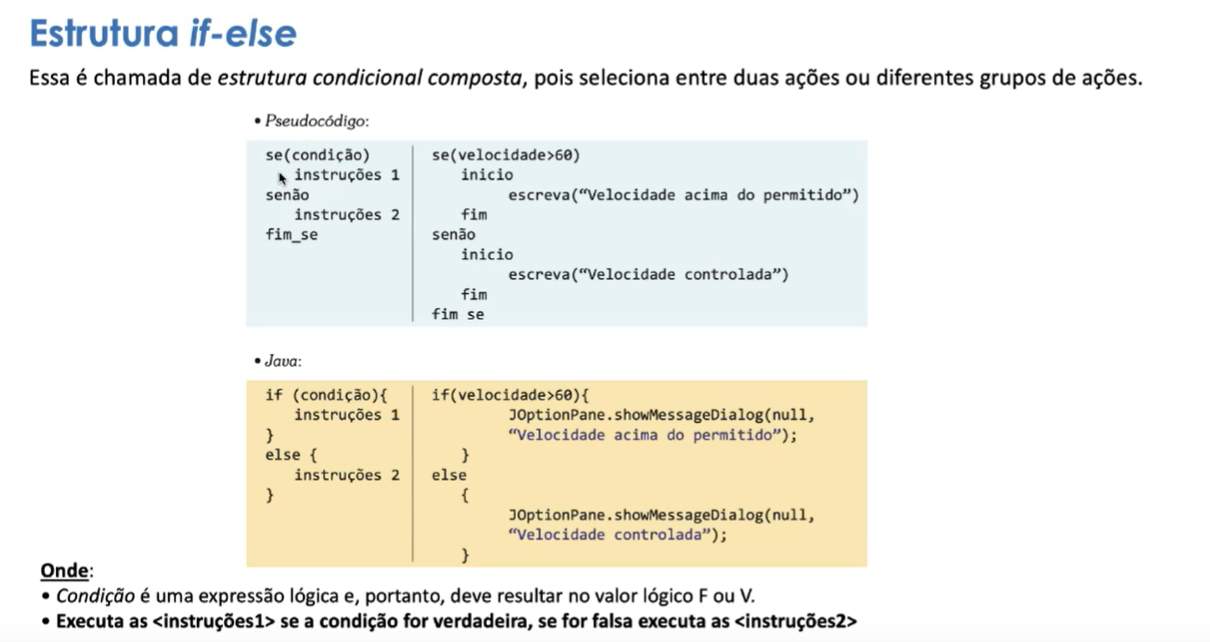 Estrutura if-else
Essa é chamada de estrutura condicional composta, pois seleciona entre duas ações ou diferentes grupos de ações.
• Pseudocódigo:
se(condição)
instruções 1
senão
instruções 2
fim_se
se(velocidade>60)
inicio
escreva(“Velocidade acima do permitido”)
fim
senão
inicio
escreva(“Velocidade controlada”)
fim
fim se
• Java:
if (condição){
instruções 1
}
else {
instruções 2
}
if(velocidade>60){
JOptionPane.showMessageDialog(null,
“Velocidade acima do permitido”);
}
else
{
JOptionPane.showMessageDialog(null,
“Velocidade controlada”);
}
Onde:
• Condição é uma expressão lógica e, portanto, deve resultar no valor lógico F ou V.
• Executa as <instruções1> se a condição for verdadeira, se for falsa executa as <instruções2>